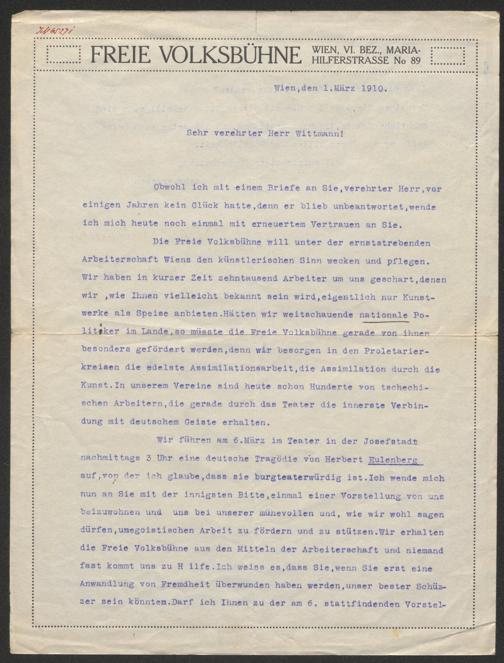 FREIE VOLKSBÜHNE WIEN, VI. BEZ., MARIA-
HILFERSTRASSE No 89
Wien,den 1.März 1910.
Sehr verehrter Herr Wittmann!
Obwohl ich mit einem Briefe an Sie,verehrter Herr,vor
einigen Jahren kein Glück hatte,denn er blieb unbeantwortet,wende
ich mich heute noch einmal mit erneuertem Vertrauen an Sie.
Die Freie Volksbühne will unter der ernststrebenden
Arbeiterschaft Wiens den künstlerischen Sinn wecken und pflegen.
Wir haben in kurzer Zeit zehntausend Arbeiter um uns geschart,denen
wir ,wie Ihnen vielleicht bekannt sein wird,eigentlich nur Kunst-
werke als Speise anbieten.Hätten wir weitschauende nationale Po-
litiker im Lande,so müsste die Freie Volksbühne gerade von ihnen
besonders gefördert werden,denn wir besorgen in den Proletarier-
kreisen die edelste Assimilationsarbeit,die Assimilation durch die
Kunst.In unserem Vereine sind heute schon Hunderte von tschechi-
schen Arbeitern,die gerade durch das Teater die innerste Verbin-
dung mit deutschem Geiste erhalten.
Wir führen am 6.März im Teater in der Josefstadt
nachmittags 3 Uhr eine deutsche Tragödie von Herbert Eulenberg
auf,von der ich glaube,dass sie burgteaterwürdig ist.Ich wende mich
nun an Sie mit der innigsten Bitte,einmal einer Vorstellung von uns
beizuwohnen und uns bei unserer mühevollen und, wie wir wohl sagen
dürfen,unegoistischen Arbeit zu fördern und zu stützen.Wir erhalten
die Freie Volksbühne aus den Mitteln der Arbeiterschaft und niemand
fast kommt uns zu H ilfe.Ich weiss es,dass Sie,wenn Sie erst eine
Anwandlung von Fremdheit überwunden haben werden,unser bester Schüz-
zer sein könntem.Darf ich Ihnen zu der am 6. stattfindenden Vorstel-